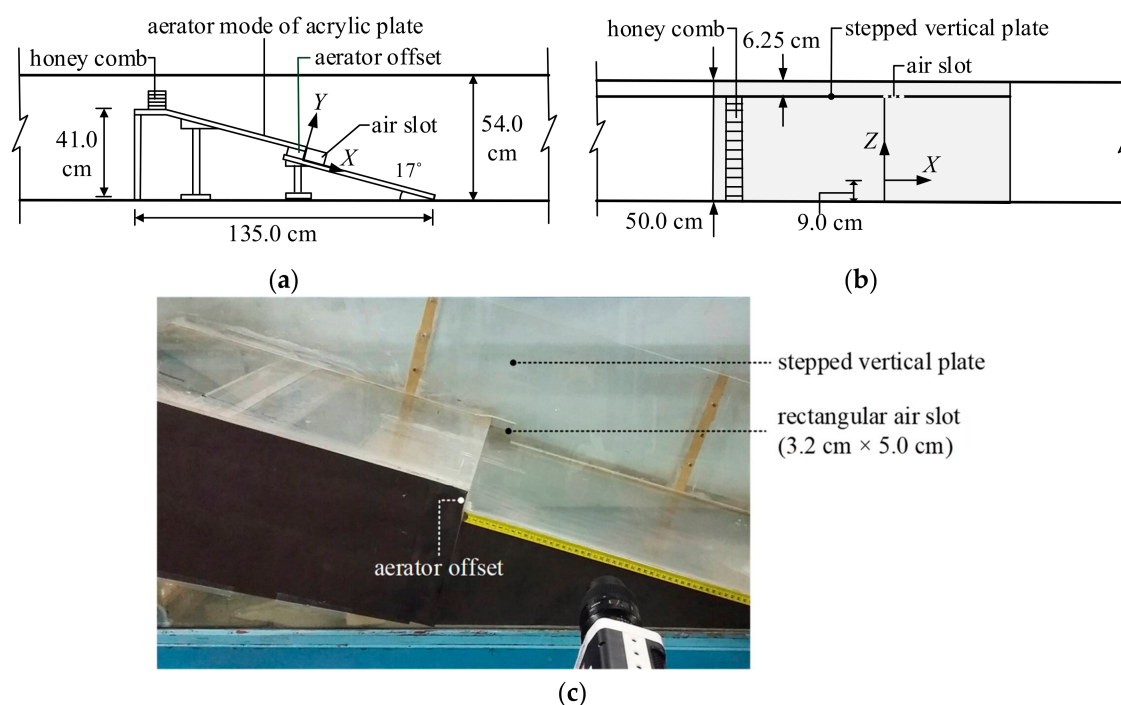 aerator mode of acrylic plate
honey comb
aerator offset
Y
air slot
41.0
cm
54.0
cm
X
17°
135.0 cm
(a)
honey comb
6.25 cm
stepped vertical plate
air slot
Z
X
50.0 cm
9.0 cm
(b)
stepped vertical plate
rectangular air slot
(3.2 cm × 5.0 cm)
aerator offset
(c)